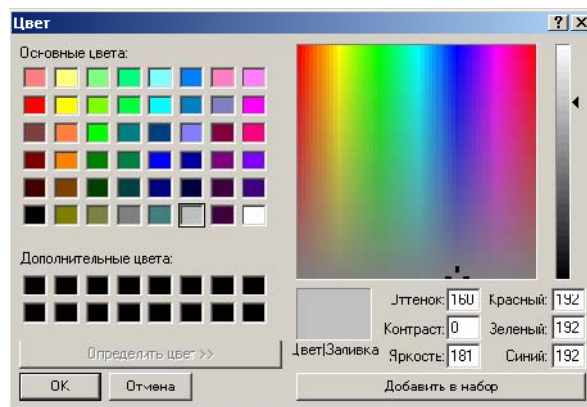 Цвет
Основные цвета:
Дополнительные цвета:
Определить цвет >>
OK
Отмена
Цвет|Заливка
Оттенок: 160
Контраст: 0
Яркость: 181
Красный: 192
Зеленый: 192
Синий: 192
Добавить в набор